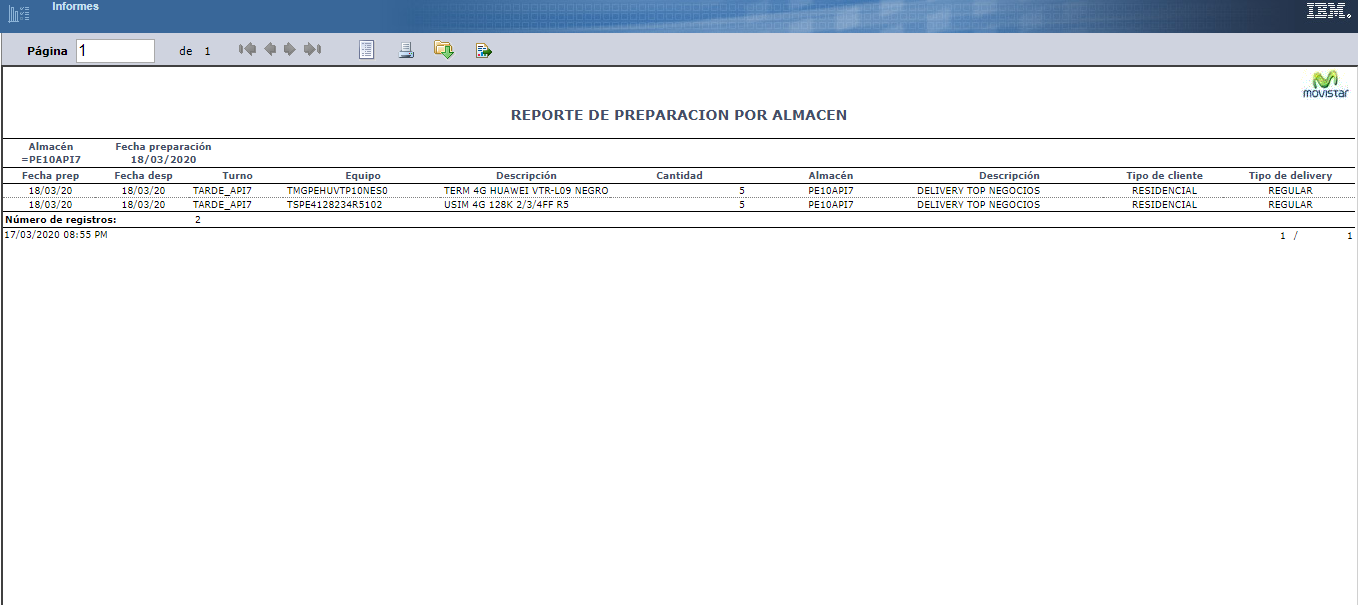 Informes
IBM.
Página 1 de 1
movistar
REPORTE DE PREPARACION POR ALMACEN
Almacén Fecha preparación
=PE10API7 18/03/2020
Fecha prep Fecha desp Turno Equipo Descripción Cantidad Almacén Descripción Tipo de cliente Tipo de delivery
18/03/20 18/03/20 TARDE_API7 TMGPEHUVTP10NES0 TERM 4G HUAWEI VTR-L09 NEGRO 5 PE10API7 DELIVERY TOP NEGOCIOS RESIDENCIAL REGULAR
18/03/20 18/03/20 TARDE_API7 TSPE4128234R5102 USIM 4G 128K 2/3/4FF R5 5 PE10API7 DELIVERY TOP NEGOCIOS RESIDENCIAL REGULAR
Número de registros: 2
17/03/2020 08:55 PM 1 / 1